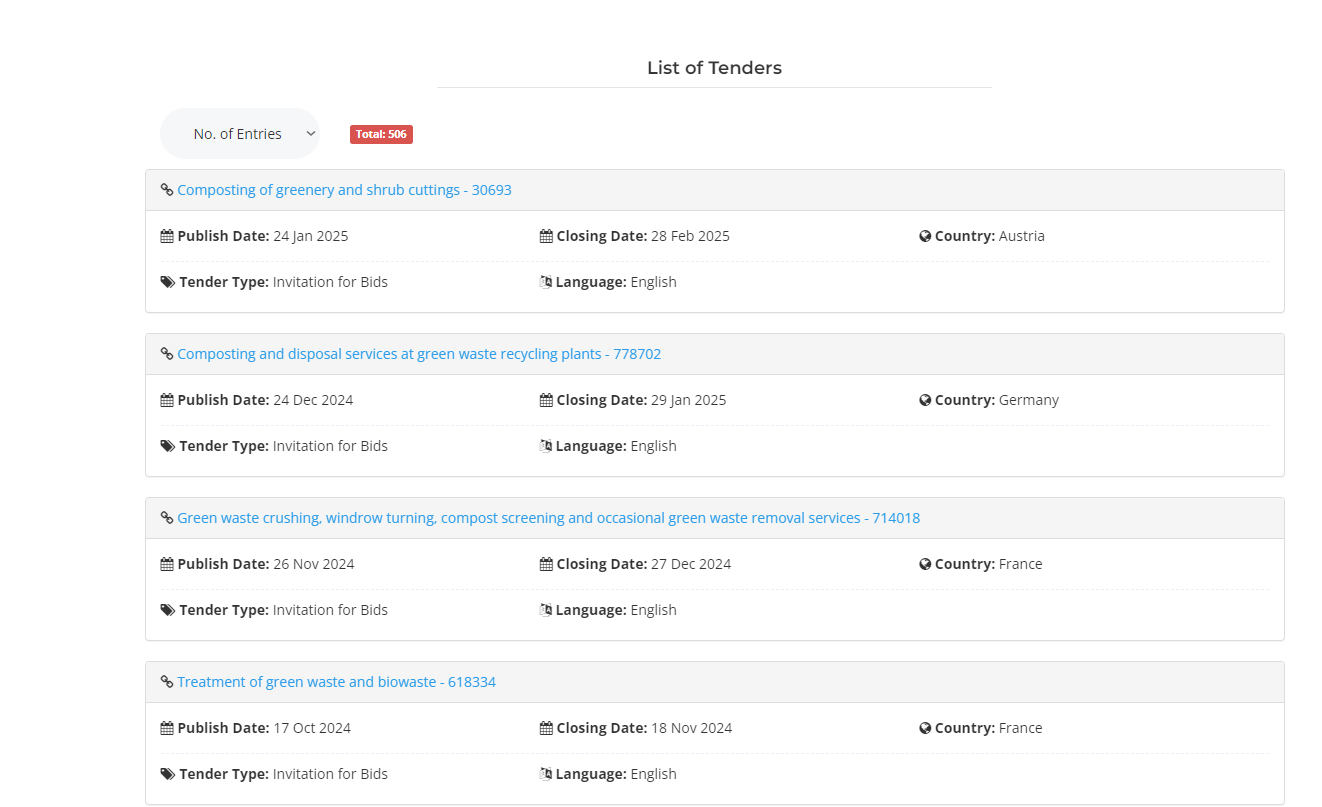 List of Tenders
No. of Entries Total: 506
Composting of greenery and shrub cuttings - 30693
Publish Date: 24 Jan 2025 Closing Date: 28 Feb 2025 Country: Austria
Tender Type: Invitation for Bids Language: English
Composting and disposal services at green waste recycling plants - 778702
Publish Date: 24 Dec 2024 Closing Date: 29 Jan 2025 Country: Germany
Tender Type: Invitation for Bids Language: English
Green waste crushing, windrow turning, compost screening and occasional green waste removal services - 714018
Publish Date: 26 Nov 2024 Closing Date: 27 Dec 2024 Country: France
Tender Type: Invitation for Bids Language: English
Treatment of green waste and biowaste - 618334
Publish Date: 17 Oct 2024 Closing Date: 18 Nov 2024 Country: France
Tender Type: Invitation for Bids Language: English